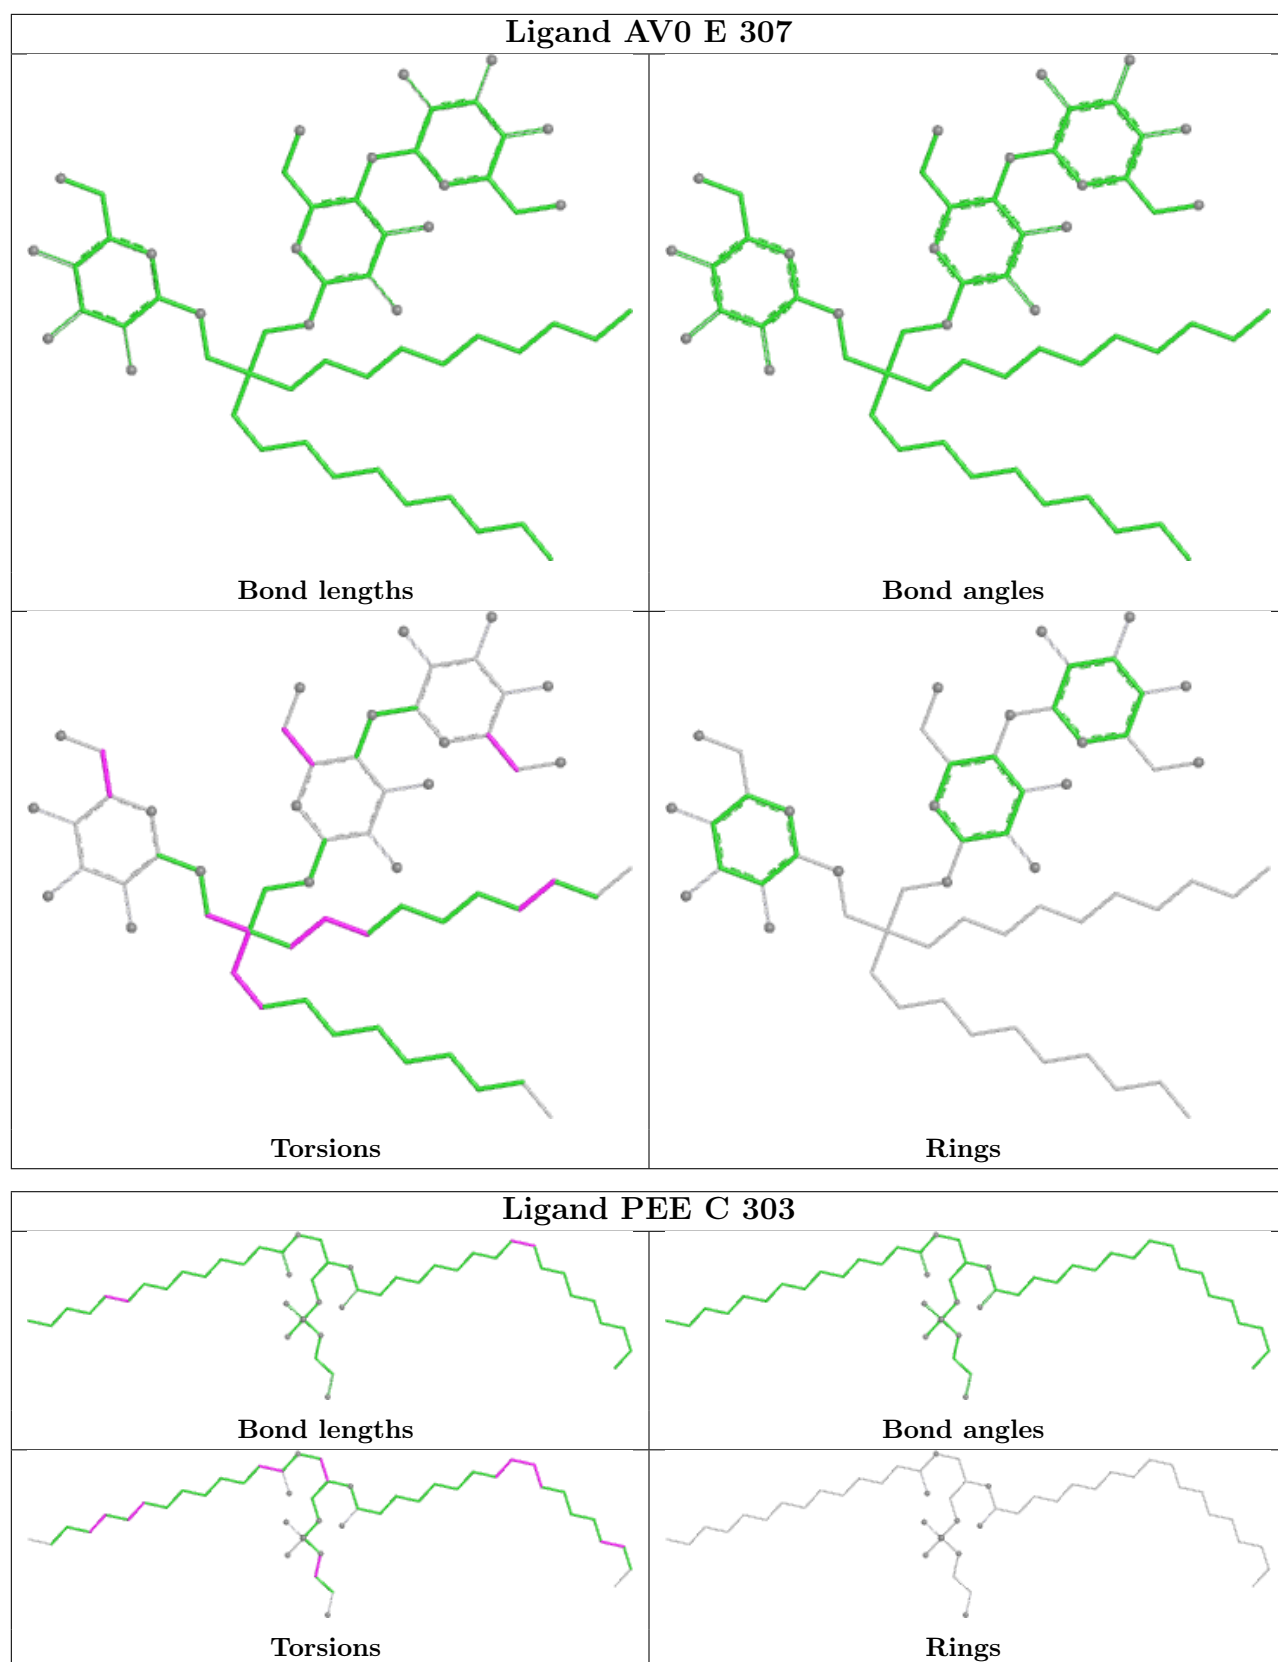 Ligand AV0 E 307
Bond lengths
Bond angles
Torsions
Rings
Ligand PEE C 303
Bond lengths
Bond angles
Torsions
Rings